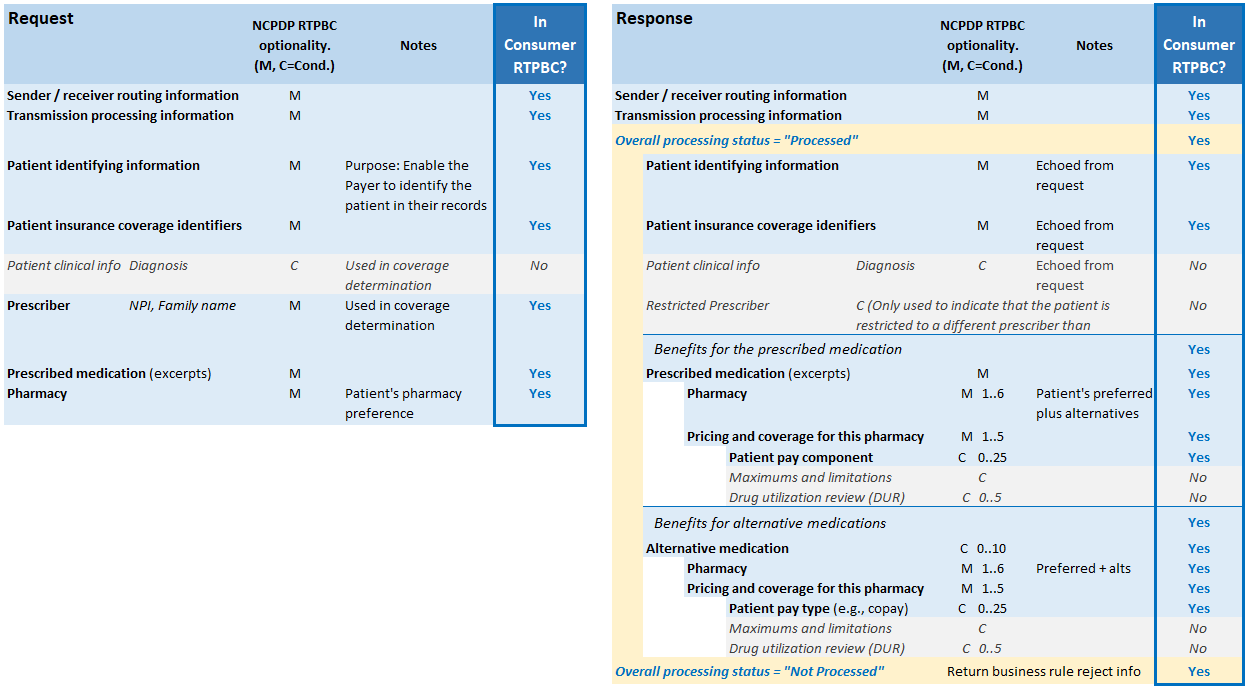 Request
NCPDP RTPBC
optionality.
(M, C=Cond.)
Notes
In
Consumer
RTPBC?
Sender / receiver routing information M Yes
Transmission processing information M Yes
Patient identifying information M Purpose: Enable the Yes
Payer to identify the
patient in their records
Patient insurance coverage identifiers M Yes
Patient clinical info Diagnosis C Used in coverage No
determination
Prescriber NPI, Family name M Used in coverage Yes
determination
Prescribed medication (excerpts) M Yes
Pharmacy M Patient's pharmacy Yes
preference
Response
NCPDP RTPBC
optionality.
(M, C=Cond.)
Notes
In
Consumer
RTPBC?
Sender / receiver routing information M Yes
Transmission processing information M Yes
Overall processing status = "Processed" Yes
Patient identifying information M Echoed from Yes
request
Patient insurance coverage idenifiers M Echoed from Yes
request
Patient clinical info Diagnosis C Echoed from No
request
Restricted Prescriber C (Only used to indicate that the patient is No
restricted to a different prescriber than
Benefits for the prescribed medication Yes
Prescribed medication (excerpts) M Yes
Pharmacy M 1..6 Patient's preferred Yes
plus alternatives
Pricing and coverage for this pharmacy M 1..5 Yes
Patient pay component C 0..25 Yes
Maximums and limitations C No
Drug utilization review (DUR) C 0..5 No
Benefits for alternative medications Yes
Alternative medication C 0..10 Yes
Pharmacy M 1..6 Preferred + alts Yes
Pricing and coverage for this pharmacy M 1..5 Yes
Patient pay type (e.g., copay) C 0..25 Yes
Maximums and limitations C No
Drug utilization review (DUR) C 0..5 No
Overall processing status = "Not Processed" Return business rule reject info Yes